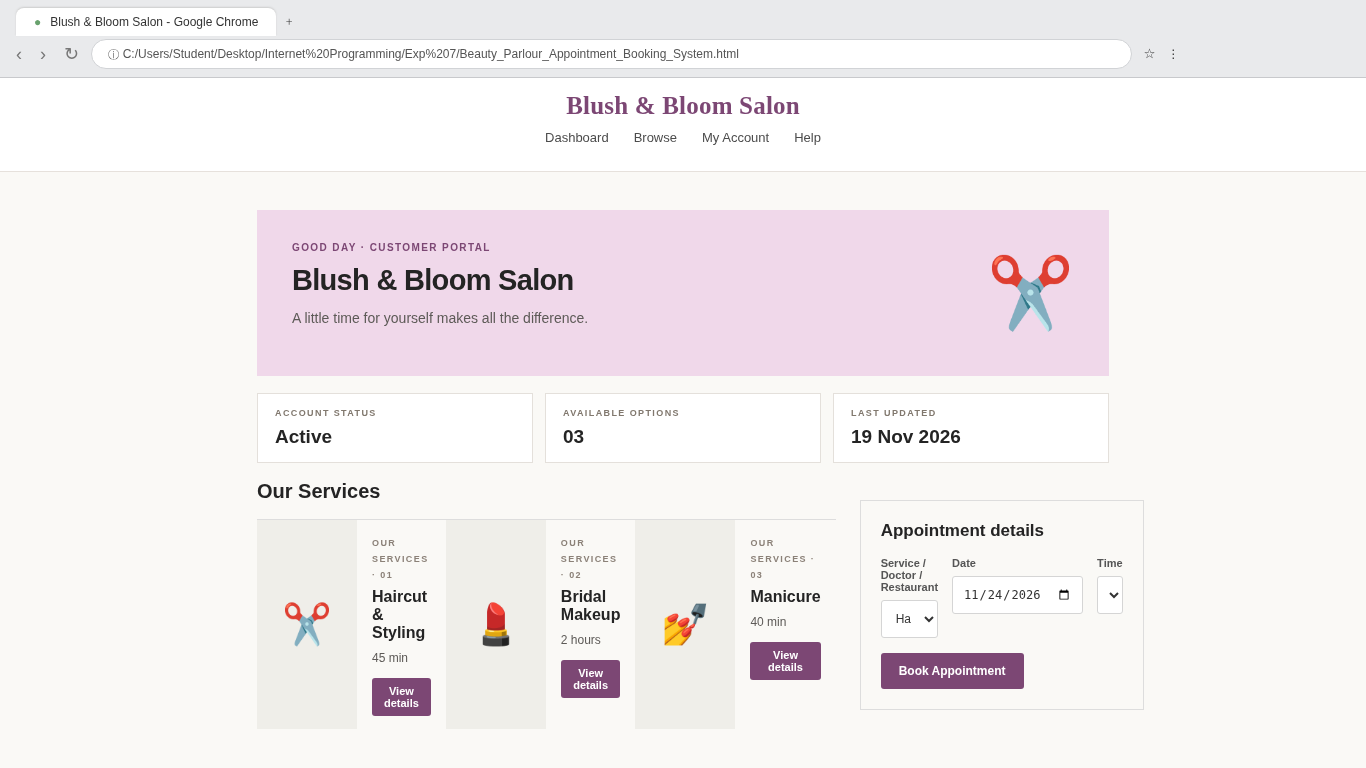 Blush & Bloom Salon - Google Chrome
+
C:/Users/Student/Desktop/Internet%20Programming/Exp%207/Beauty_Parlour_Appointment_Booking_System.html
Blush & Bloom Salon
Dashboard Browse My Account Help
GOOD DAY · CUSTOMER PORTAL
Blush & Bloom Salon
A little time for yourself makes all the difference.
ACCOUNT STATUS
Active
AVAILABLE OPTIONS
03
LAST UPDATED
19 Nov 2026
Our Services
OUR
SERVICES
· 01
Haircut
&
Styling
45 min
View
details
OUR
SERVICES
· 02
Bridal
Makeup
2 hours
View
details
OUR
SERVICES ·
03
Manicure
40 min
View
details
Appointment details
Service /
Doctor /
Restaurant
Ha
Date
11/24/2026
Time
Book Appointment